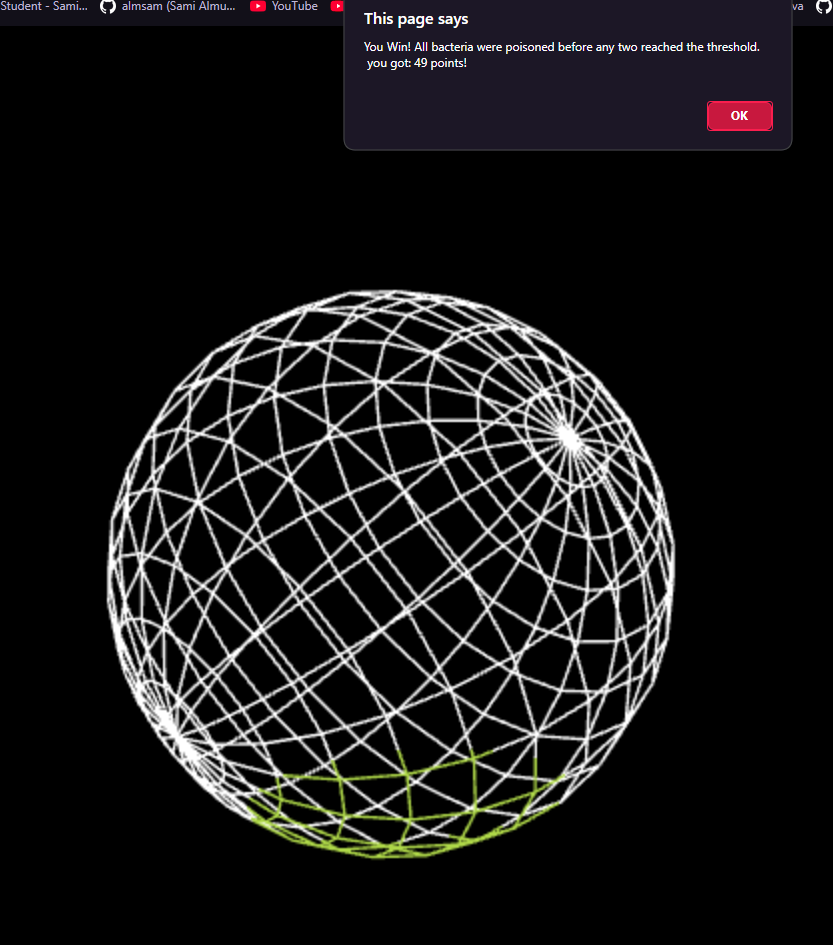 Student - Sami... almsam (Sami Almu... YouTube va
This page says
You Win! All bacteria were poisoned before any two reached the threshold.
you got: 49 points!
OK